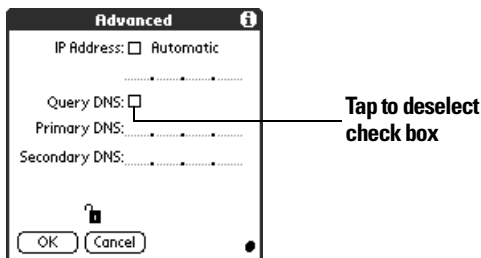 Advanced
IP Address: Automatic
Query DNS:
Tap to deselect
check box
Primary DNS:
Secondary DNS:
OK Cancel